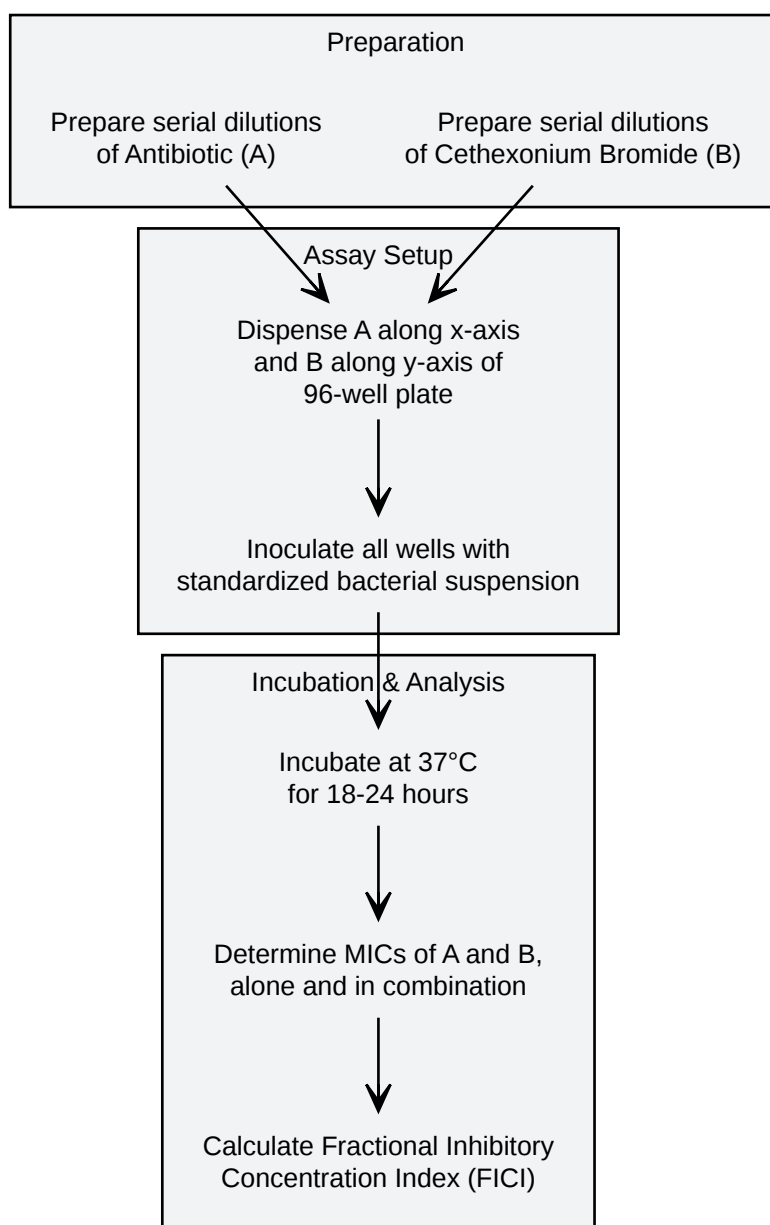 Preparation
Prepare serial dilutions
of Antibiotic (A)
Prepare serial dilutions
of Cethexonium Bromide (B)
Assay Setup
Dispense A along x-axis
and B along y-axis of
96-well plate
Inoculate all wells with
standardized bacterial suspension
Incubation & Analysis
Incubate at 37°C
for 18-24 hours
Determine MICs of A and B,
alone and in combination
Calculate Fractional Inhibitory
Concentration Index (FICI)